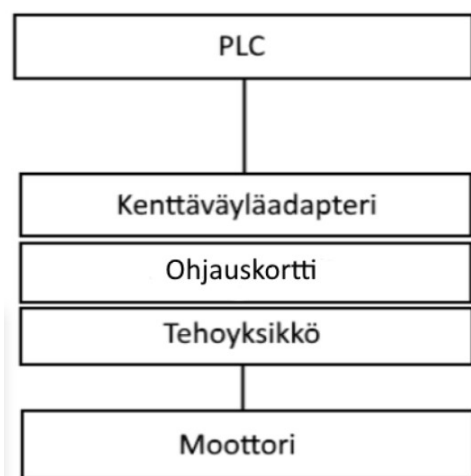 PLC
Kenttäväyläadapteri
Ohjauskortti
Tehoyksikkö
Moottori